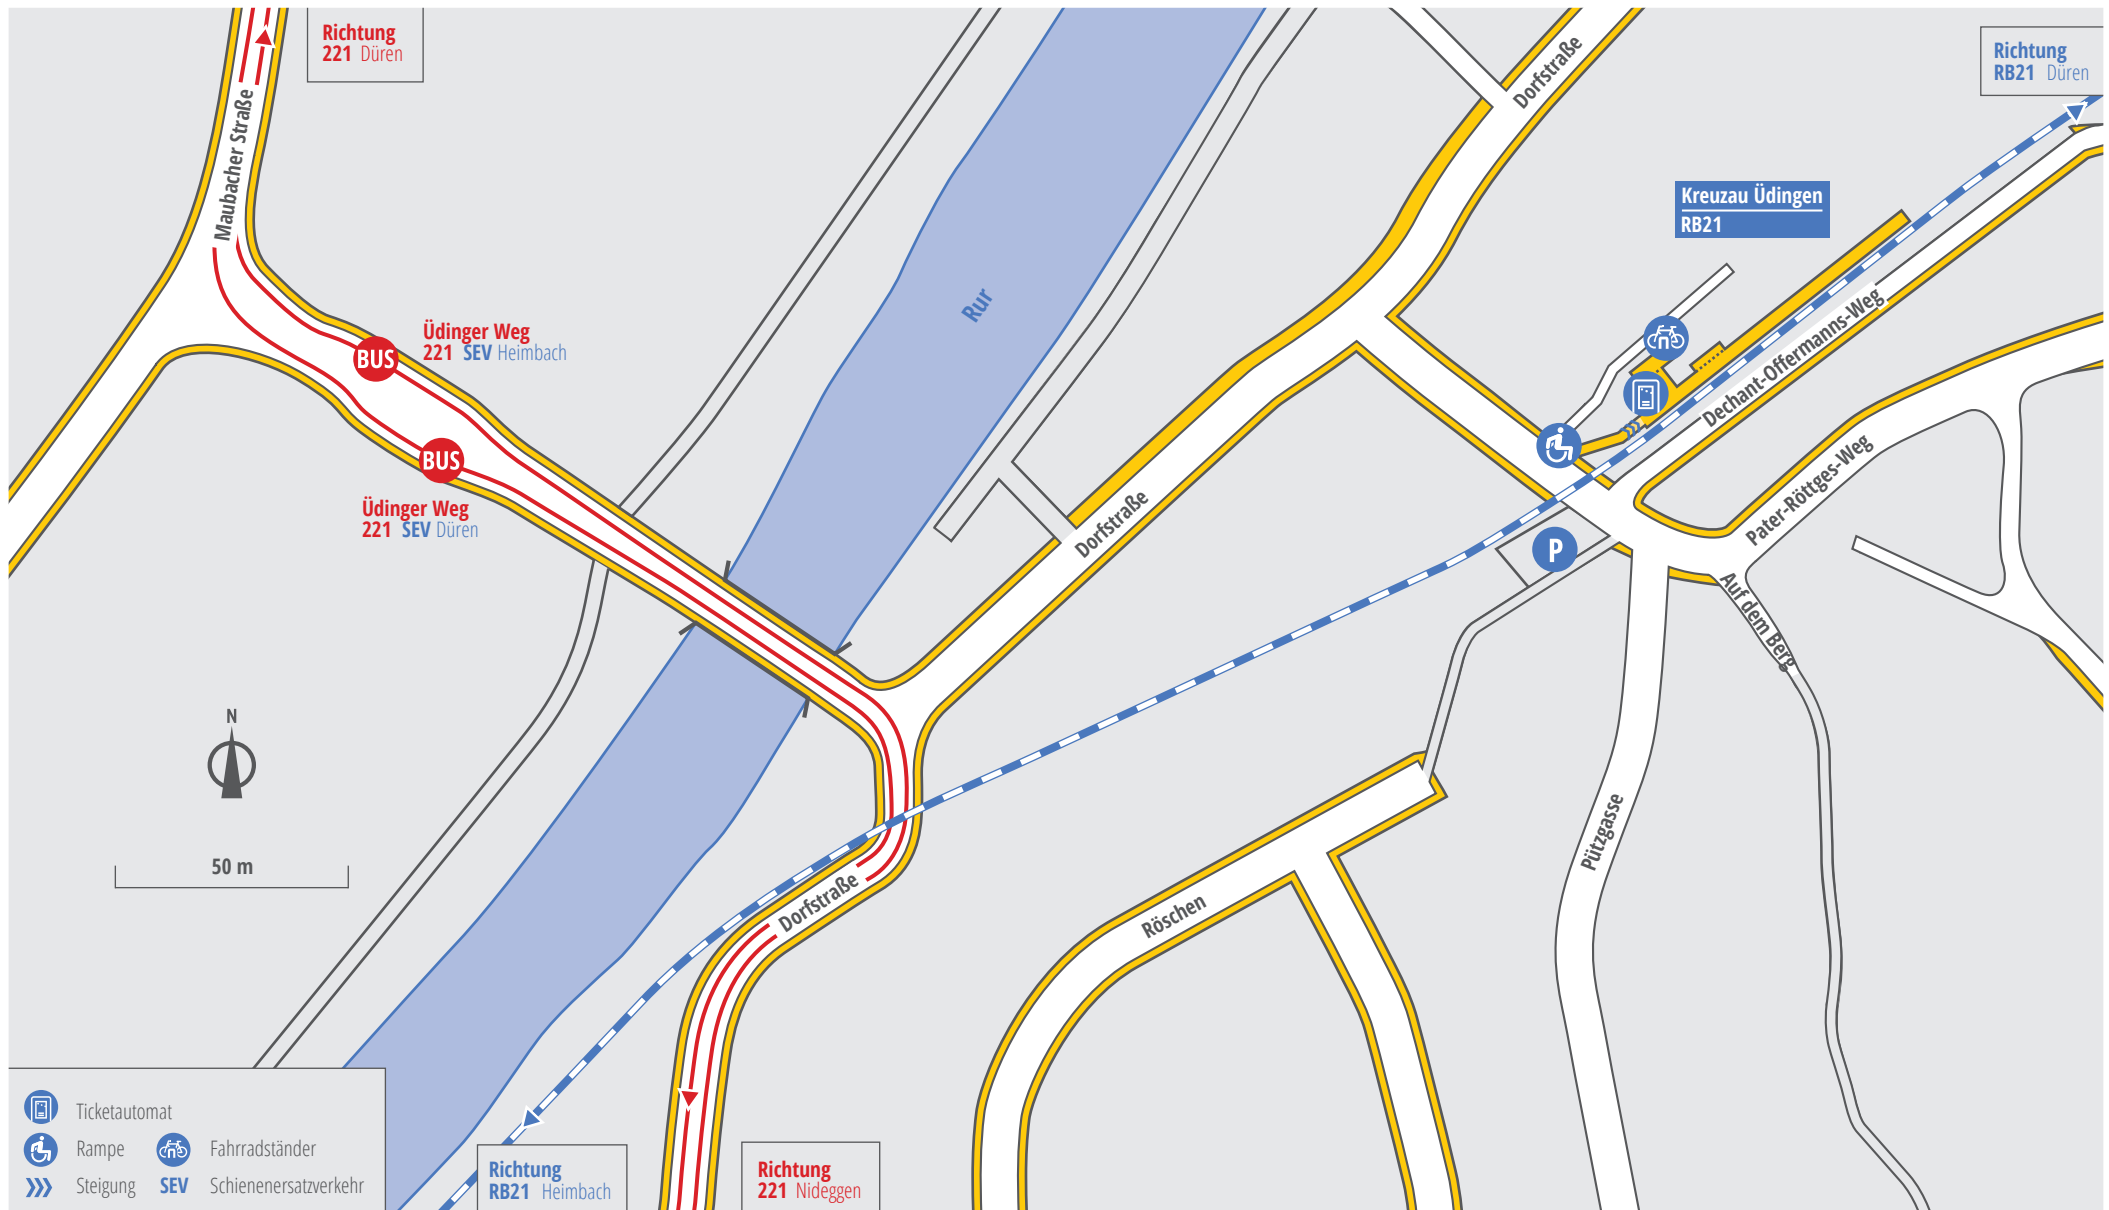 Richtung
221 Düren
Richtung
RB21 Düren
Dorfstraße
Maubacher Straße
Kreuzau Üdingen
RB21
Rur
Üdinger Weg
221 SEV Heimbach
BUS
Dechant-Offermanns-Weg
BUS
Üdinger Weg
221 SEV Düren
Dorfstraße
Pater-Röttges-Weg
P
Auf dem Berg
N
50 m
Dorfstraße
Pützgasse
Röschen
Ticketautomat
Rampe
Fahrradständer
Steigung
SEV Schienenersatzverkehr
Richtung
RB21 Heimbach
Richtung
221 Nideggen